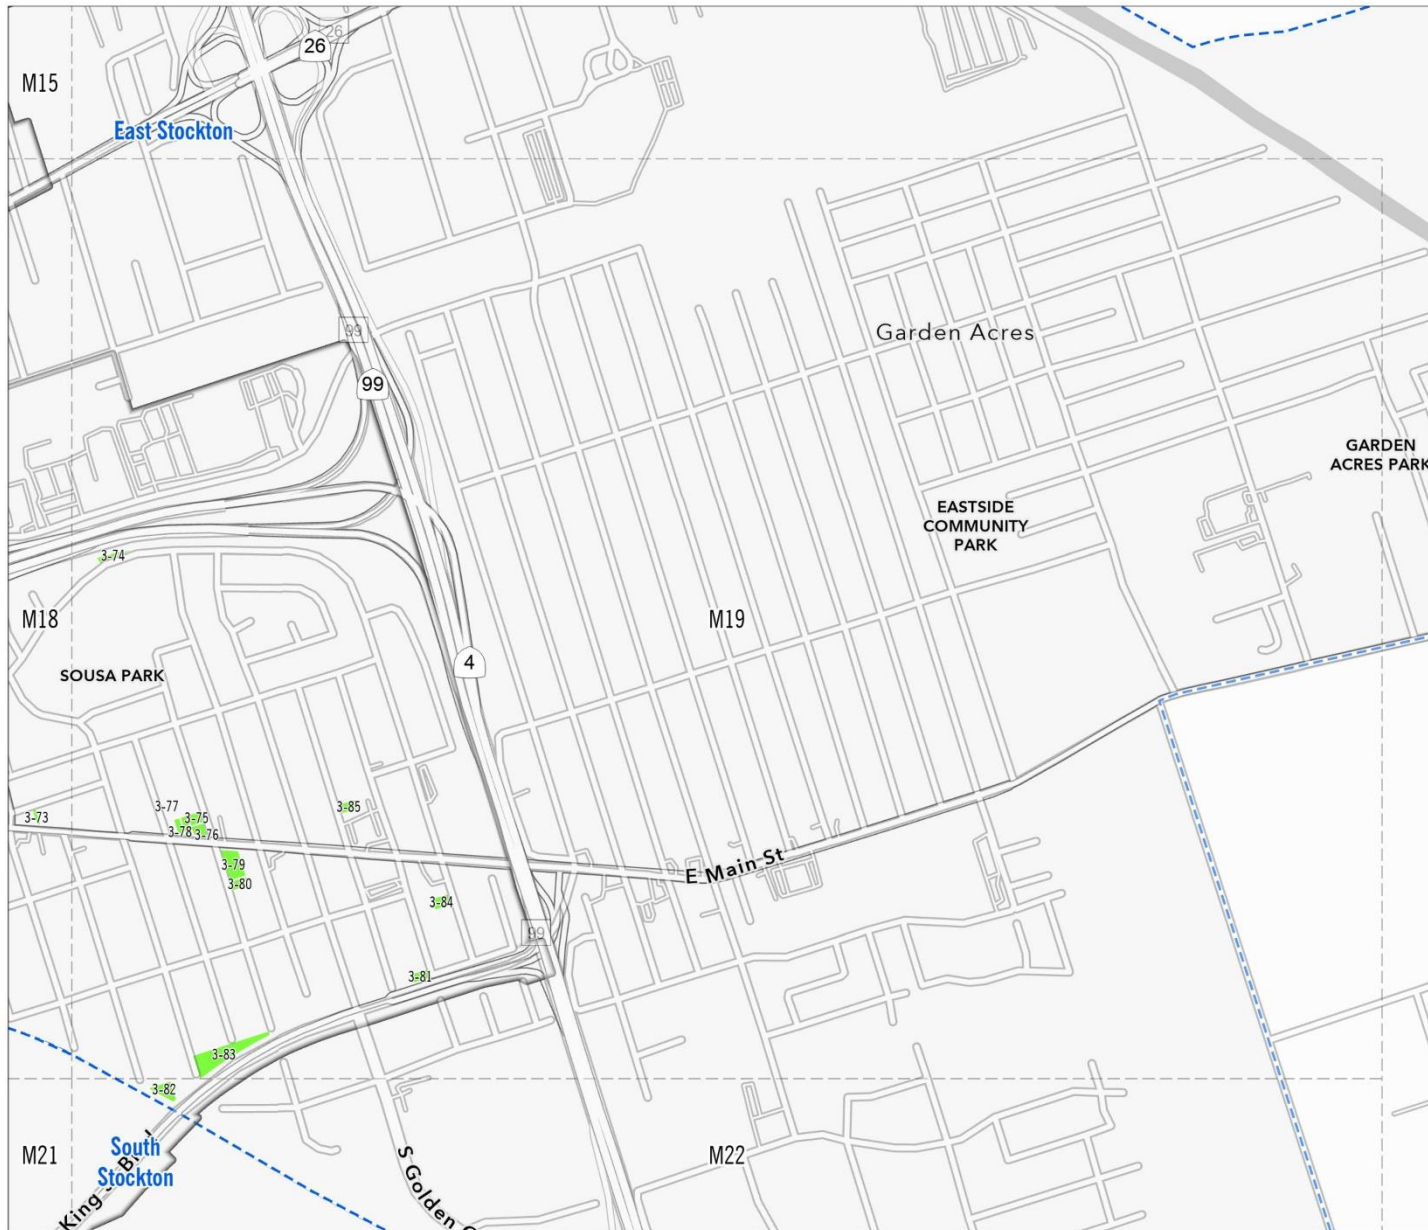 26
26
M15
East Stockton
99
Garden Acres
99
GARDEN
ACRES PARK
EASTSIDE
COMMUNITY
PARK
3-74
M18
M19
4
SOUSA PARK
3-77
3-85
3-73
3-75
3-78
3-76
E Main St
3-79
3-80
3-84
99
3-81
3-83
3-82
M21
South
Stockton
M22
King
S Golden